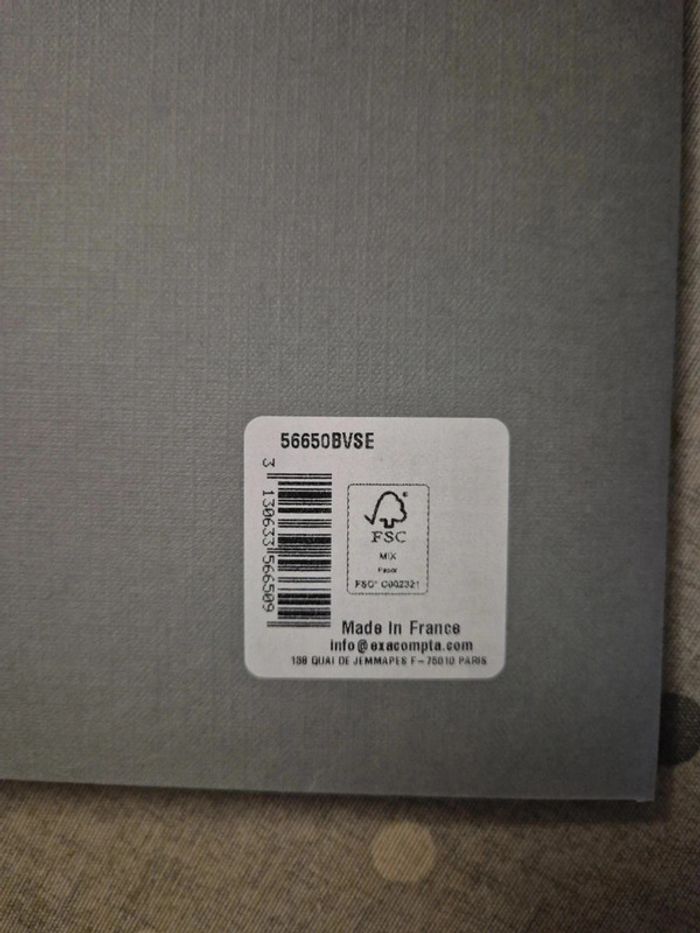 56650BVSE
3 130633 566509
FSC
MIX
Paper
FSC® C002321
Made In France
info@exacompta.com
138 QUAI DE JEMMAPES F-75010 PARIS